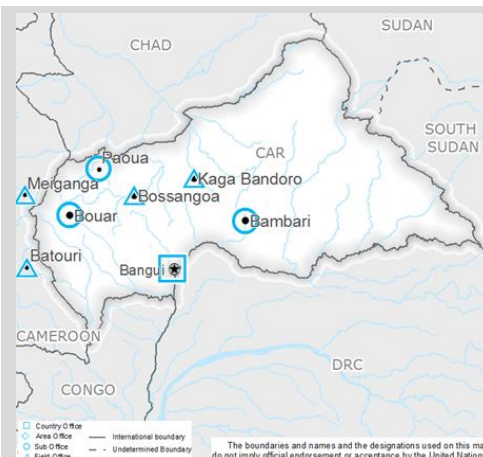 SUDAN
CHAD
SOUTH
SUDAN
CAR
Paoua
Kaga Bandoro
Meiganga
Bossangoa
Bouar
Bambari
Batouri
Bangui
CAMEROON
DRC
CONGO
Country Office
Area Office
Sub Office
Field Office
International boundary
Undetermined Boundary
The boundaries and names and the designations used on this ma
do not imply official endorsement or acceptance by the United Nation